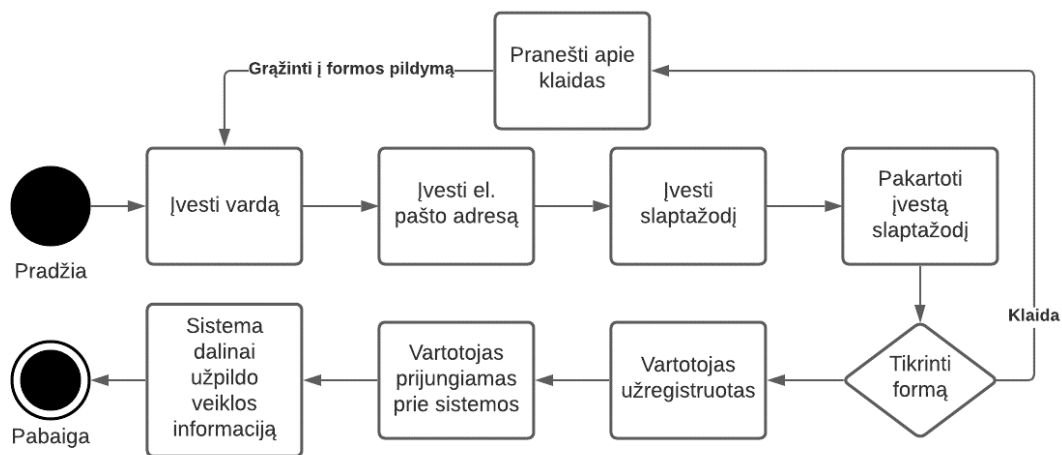 Pranešti apie
klaidas
Grąžinti į formos pildymą
Įvesti vardą
Įvesti el.
pašto adresą
Įvesti
slaptažodį
Pakartoti
įvestą
slaptažodį
Pradžia
Klaida
Tikrinti
formą
Vartotojas
užregistruotas
Vartotojas
prijungiamas
prie sistemos
Sistema
dalinai
užpildo
veiklos
informaciją
Pabaiga